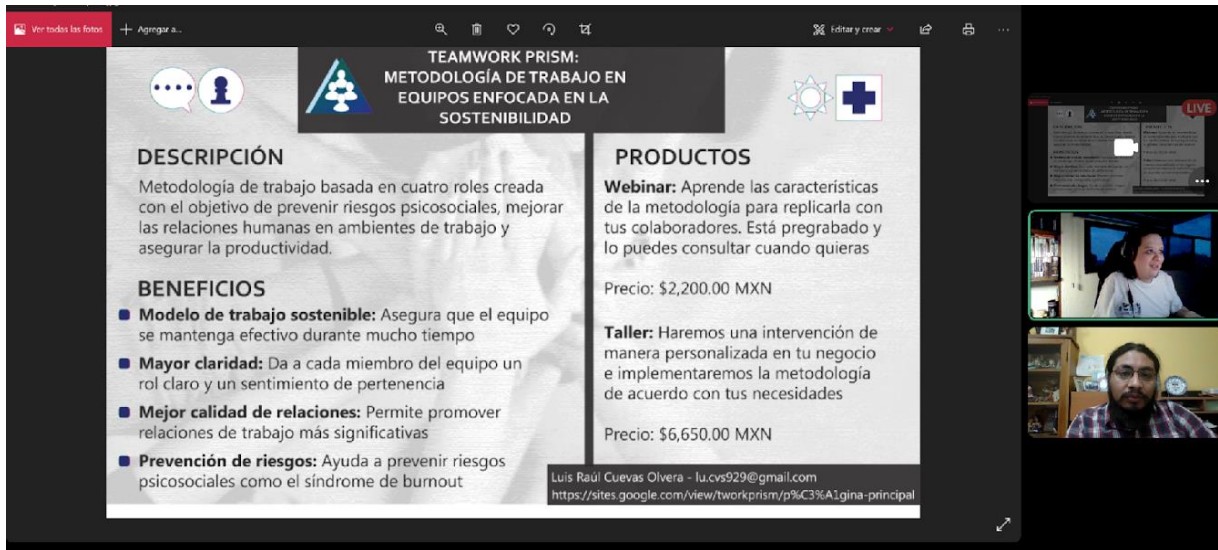 Ver todas las fotos
Agregar a...
Editar y crear
TEAMWORK PRISM:
METODOLOGÍA DE TRABAJO EN
EQUIPOS ENFOCADA EN LA
SOSTENIBILIDAD
DESCRIPCIÓN
Metodología de trabajo basada en cuatro roles creada
con el objetivo de prevenir riesgos psicosociales, mejorar
las relaciones humanas en ambientes de trabajo y
asegurar la productividad.
BENEFICIOS
Modelo de trabajo sostenible: Asegura que el equipo
se mantenga efectivo durante mucho tiempo
Mayor claridad: Da a cada miembro del equipo un
rol claro y un sentimiento de pertenencia
Mejor calidad de relaciones: Permite promover
relaciones de trabajo más significativas
Prevención de riesgos: Ayuda a prevenir riesgos
psicosociales como el síndrome de burnout
PRODUCTOS
Webinar: Aprende las características
de la metodología para replicarla con
tus colaboradores. Está pregrabado y
lo puedes consultar cuando quieras
Precio: $2,200.00 MXN
Taller: Haremos una intervención de
manera personalizada en tu negocio
e implementaremos la metodología
de acuerdo con tus necesidades
Precio: $6,650.00 MXN
Luis Raúl Cuevas Olvera - lu.cvs929@gmail.com
https://sites.google.com/view/tworkprism/p%C3%A1gina-principal
LIVE